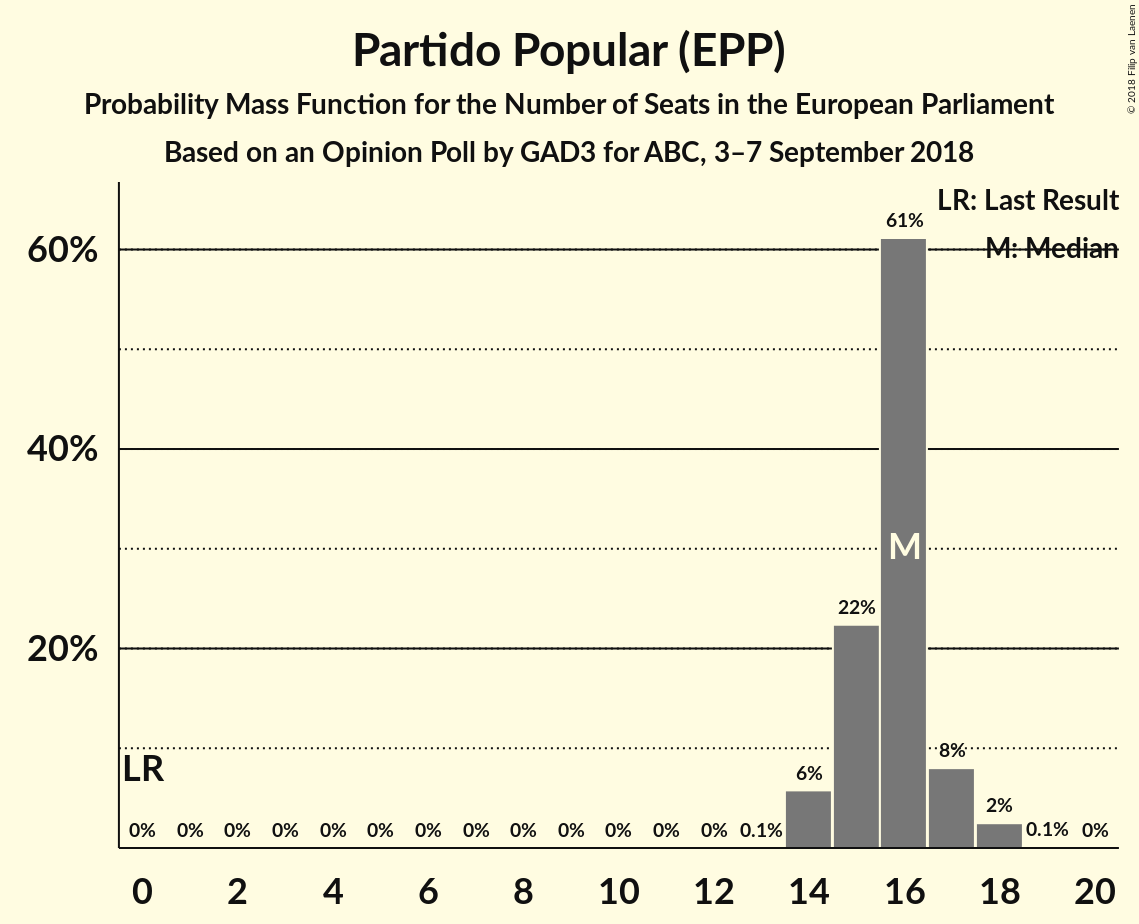 Partido Popular (EPP)
Probability Mass Function for the Number of Seats in the European Parliament
Based on an Opinion Poll by GAD3 for ABC, 3–7 September 2018
© 2018 Filip van Laenen
LR: Last Result
M: Median
60%
40%
20%
61%
M
22%
LR
6%
8%
2%
0% 0% 0% 0% 0% 0% 0% 0% 0% 0% 0% 0% 0% 0.1% 0.1% 0%
0 2 4 6 8 10 12 14 16 18 20